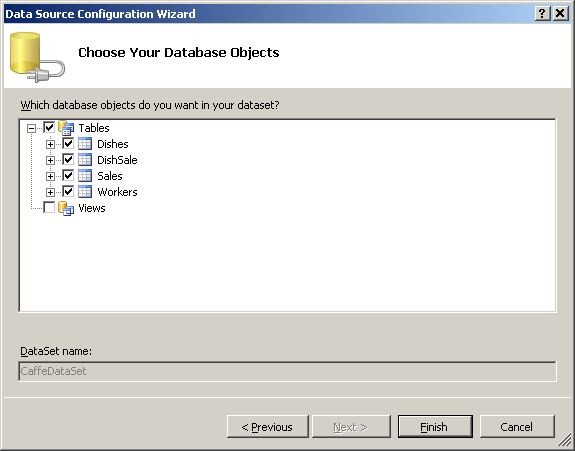 Data Source Configuration Wizard
Choose Your Database Objects
Which database objects do you want in your dataset?
Tables
Dishes
DishSale
Sales
Workers
Views
DataSet name:
CaffeDataSet
< Previous
Next >
Finish
Cancel